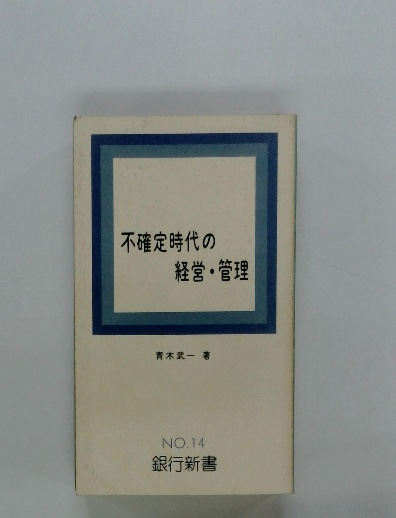 不確定時代の
経営・管理
青木武一 著
NO.14
銀行新書